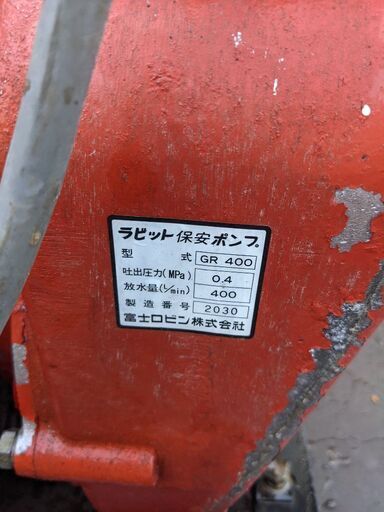 ラビット保安ポンプ
型式 GR 400
吐出圧力(MPa) 0.4
放水量(ℓ/min) 400
製造番号 2030
富士ロビン株式会社